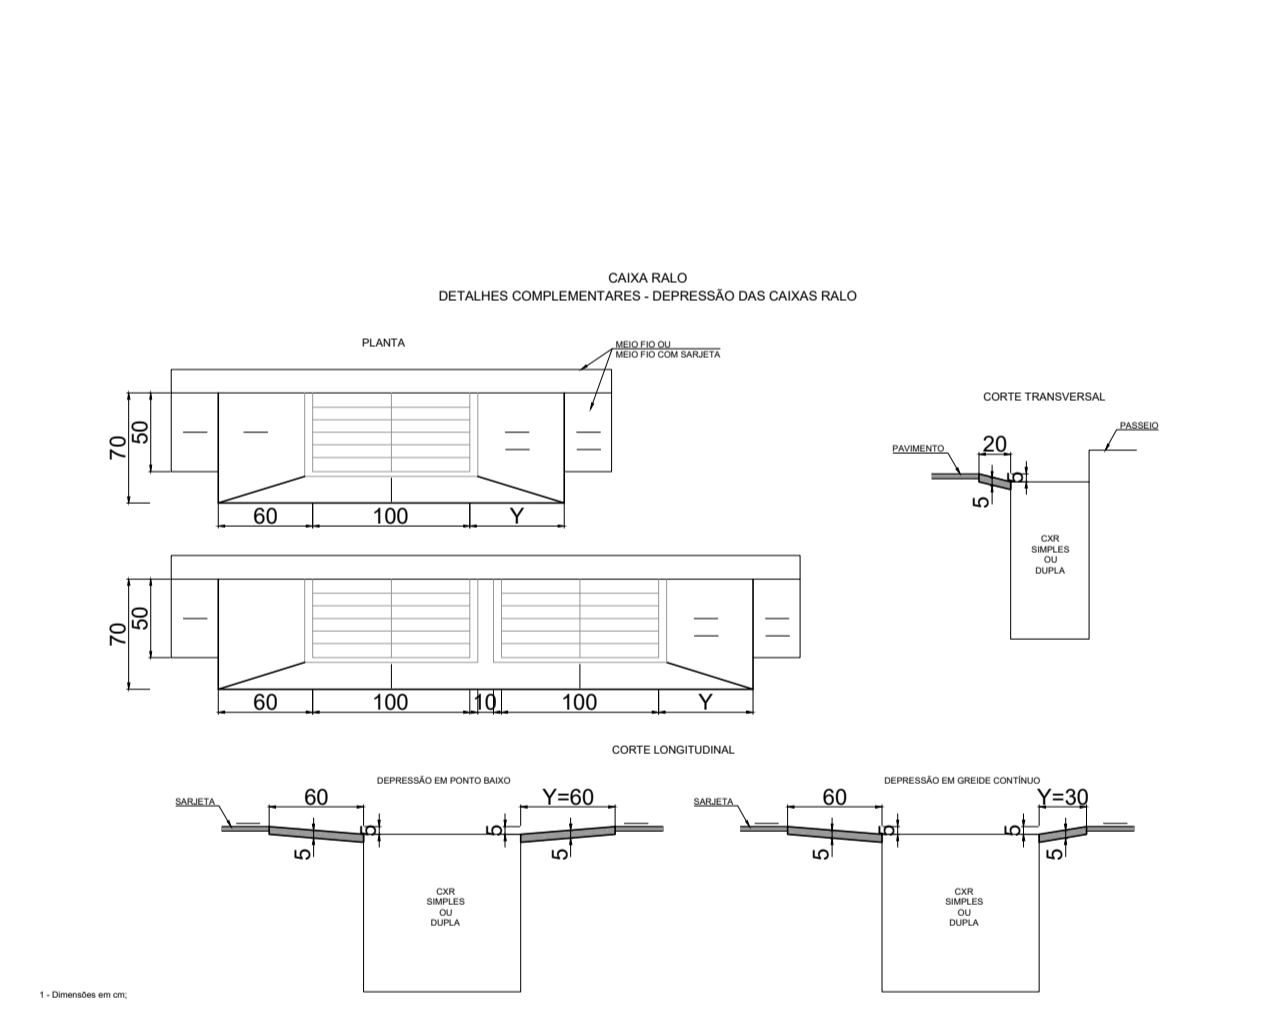 CAIXA RALO
DETALHES COMPLEMENTARES - DEPRESSÃO DAS CAIXAS RALO
PLANTA
MEIO FIO OU
MEIO FIO COM SARJETA
70
50
60
100
Y
CORTE TRANSVERSAL
PASSEIO
PAVIMENTO
20
5
5
CXR
SIMPLES
OU
DUPLA
70
50
60
100
10
100
Y
CORTE LONGITUDINAL
DEPRESSÃO EM PONTO BAIXO
SARJETA
60
Y=60
5
5
5
5
CXR
SIMPLES
OU
DUPLA
DEPRESSÃO EM GREIDE CONTÍNUO
SARJETA
60
Y=30
5
5
5
5
CXR
SIMPLES
OU
DUPLA
1 - Dimensões em cm;